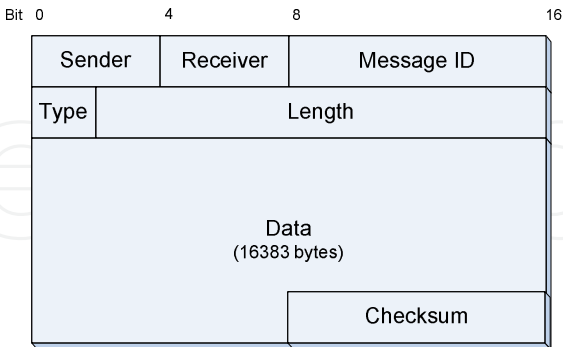 Bit 0 4 8 16
Sender Receiver Message ID
Type Length
Data
(16383 bytes)
Checksum